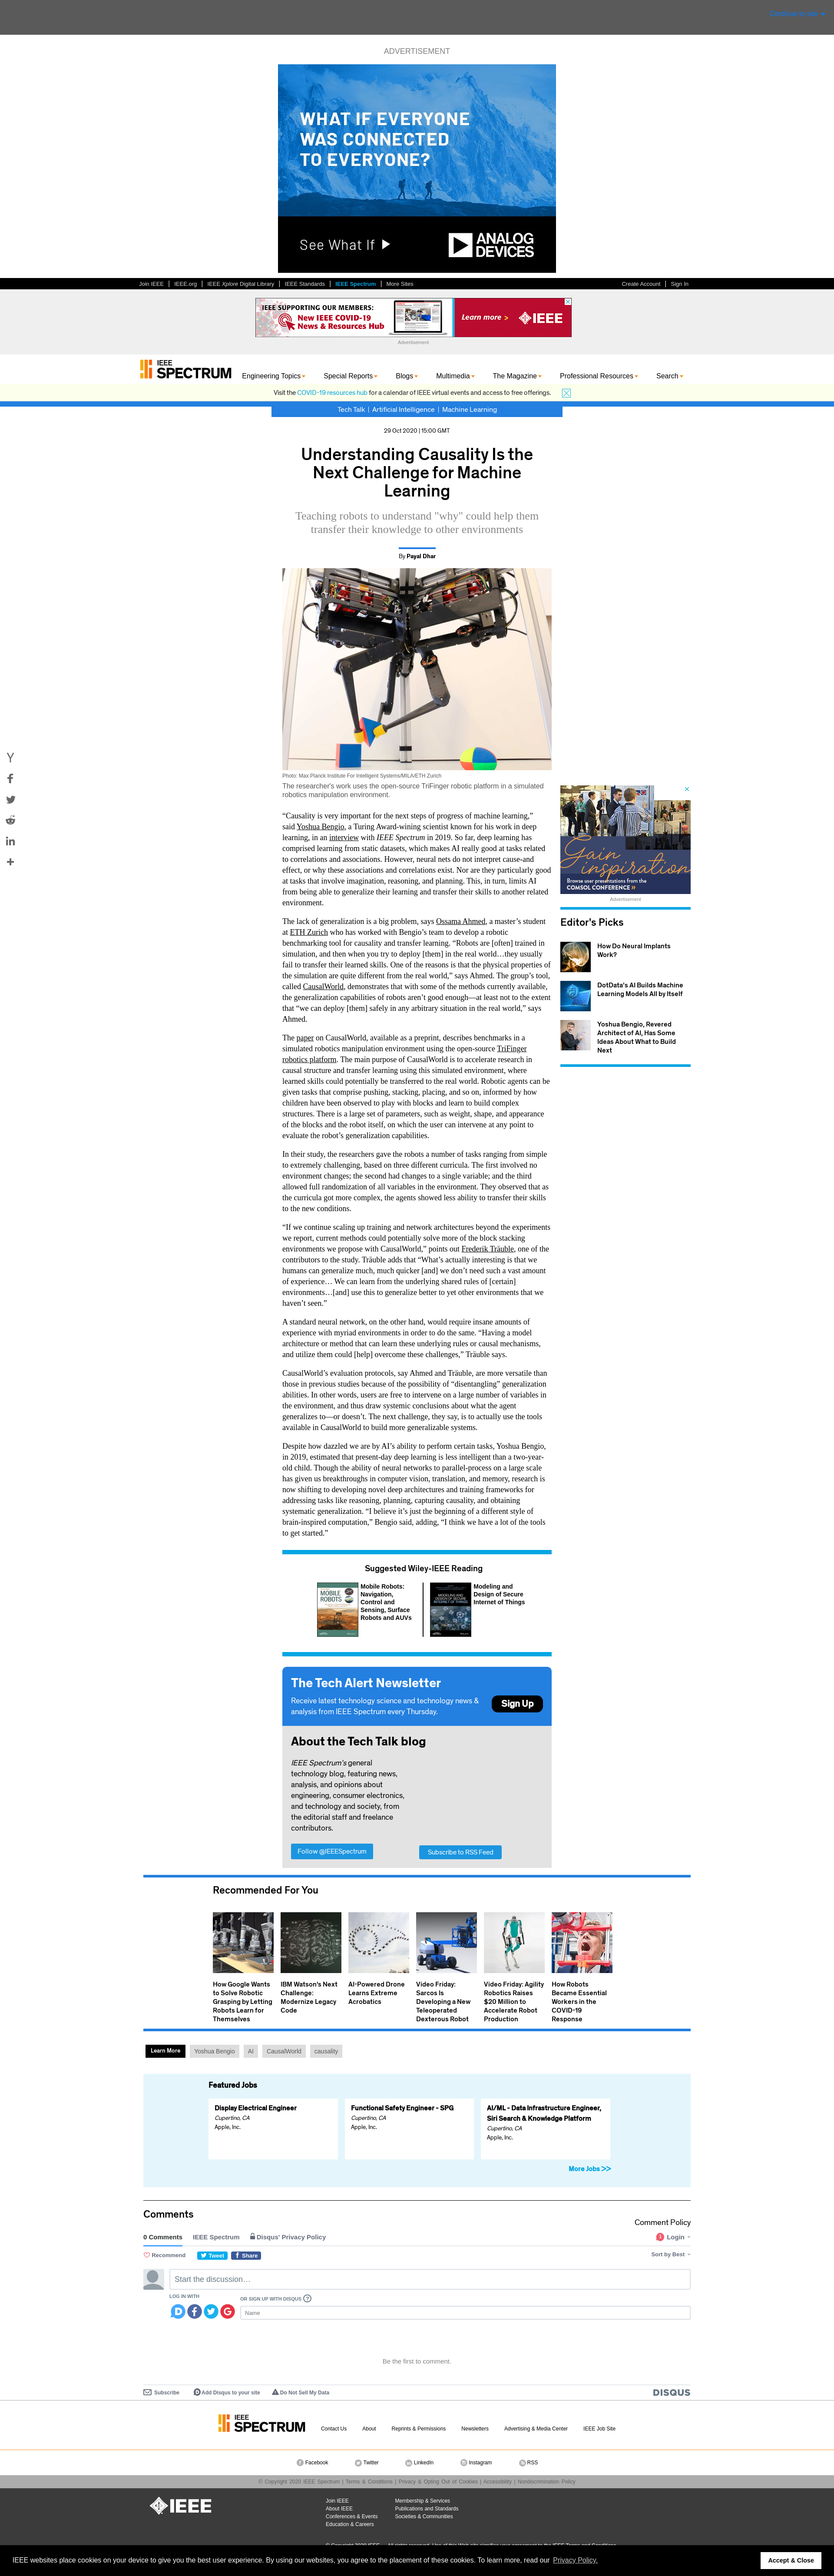 ADVERTISEMENT
WHAT IF EVERYONE
WAS CONNECTED
TO EVERYONE?
See What If
ANALOG
DEVICES
Join IEEE | IEEE.org | IEEE Xplore Digital Library | IEEE Standards | IEEE Spectrum | More Sites
Create Account | Sign In
IEEE SUPPORTING OUR MEMBERS:
New IEEE COVID-19
News & Resources Hub
Learn more >
IEEE
Advertisement
IEEE
SPECTRUM
Engineering Topics Special Reports Blogs Multimedia The Magazine Professional Resources Search
Visit the COVID-19 resources hub for a calendar of IEEE virtual events and access to free offerings.
Tech Talk | Artificial Intelligence | Machine Learning
29 Oct 2020 | 15:00 GMT
Understanding Causality Is the
Next Challenge for Machine
Learning
Teaching robots to understand "why" could help them
transfer their knowledge to other environments
By Payal Dhar
Photo: Max Planck Institute For Intelligent Systems/MILA/ETH Zurich
The researcher's work uses the open-source TriFinger robotic platform in a simulated
robotics manipulation environment.
“Causality is very important for the next steps of progress of machine learning,”
said Yoshua Bengio, a Turing Award-wining scientist known for his work in deep
learning, in an interview with IEEE Spectrum in 2019. So far, deep learning has
comprised learning from static datasets, which makes AI really good at tasks related
to correlations and associations. However, neural nets do not interpret cause-and
effect, or why these associations and correlations exist. Nor are they particularly good
at tasks that involve imagination, reasoning, and planning. This, in turn, limits AI
from being able to generalize their learning and transfer their skills to another related
environment.
The lack of generalization is a big problem, says Ossama Ahmed, a master’s student
at ETH Zurich who has worked with Bengio’s team to develop a robotic
benchmarking tool for causality and transfer learning. “Robots are [often] trained in
simulation, and then when you try to deploy [them] in the real world…they usually
fail to transfer their learned skills. One of the reasons is that the physical properties of
the simulation are quite different from the real world,” says Ahmed. The group’s tool,
called CausalWorld, demonstrates that with some of the methods currently available,
the generalization capabilities of robots aren’t good enough—at least not to the extent
that “we can deploy [them] safely in any arbitrary situation in the real world,” says
Ahmed.
The paper on CausalWorld, available as a preprint, describes benchmarks in a
simulated robotics manipulation environment using the open-source TriFinger
robotics platform. The main purpose of CausalWorld is to accelerate research in
causal structure and transfer learning using this simulated environment, where
learned skills could potentially be transferred to the real world. Robotic agents can be
given tasks that comprise pushing, stacking, placing, and so on, informed by how
children have been observed to play with blocks and learn to build complex
structures. There is a large set of parameters, such as weight, shape, and appearance
of the blocks and the robot itself, on which the user can intervene at any point to
evaluate the robot’s generalization capabilities.
In their study, the researchers gave the robots a number of tasks ranging from simple
to extremely challenging, based on three different curricula. The first involved no
environment changes; the second had changes to a single variable; and the third
allowed full randomization of all variables in the environment. They observed that as
the curricula got more complex, the agents showed less ability to transfer their skills
to the new conditions.
“If we continue scaling up training and network architectures beyond the experiments
we report, current methods could potentially solve more of the block stacking
environments we propose with CausalWorld,” points out Frederik Träuble, one of the
contributors to the study. Träuble adds that “What’s actually interesting is that we
humans can generalize much, much quicker [and] we don’t need such a vast amount
of experience… We can learn from the underlying shared rules of [certain]
environments…[and] use this to generalize better to yet other environments that we
haven’t seen.”
A standard neural network, on the other hand, would require insane amounts of
experience with myriad environments in order to do the same. “Having a model
architecture or method that can learn these underlying rules or causal mechanisms,
and utilize them could [help] overcome these challenges,” Träuble says.
CausalWorld’s evaluation protocols, say Ahmed and Träuble, are more versatile than
those in previous studies because of the possibility of “disentangling” generalization
abilities. In other words, users are free to intervene on a large number of variables in
the environment, and thus draw systemic conclusions about what the agent
generalizes to—or doesn’t. The next challenge, they say, is to actually use the tools
available in CausalWorld to build more generalizable systems.
Despite how dazzled we are by AI’s ability to perform certain tasks, Yoshua Bengio,
in 2019, estimated that present-day deep learning is less intelligent than a two-year-
old child. Though the ability of neural networks to parallel-process on a large scale
has given us breakthroughs in computer vision, translation, and memory, research is
now shifting to developing novel deep architectures and training frameworks for
addressing tasks like reasoning, planning, capturing causality, and obtaining
systematic generalization. “I believe it’s just the beginning of a different style of
brain-inspired computation,” Bengio said, adding, “I think we have a lot of the tools
to get started.”
Gain
inspiration
Browse user presentations from the
COMSOL CONFERENCE »
Advertisement
Editor's Picks
How Do Neural Implants
Work?
DotData's AI Builds Machine
Learning Models All by Itself
Yoshua Bengio, Revered
Architect of AI, Has Some
Ideas About What to Build
Next
Suggested Wiley-IEEE Reading
MOBILE
ROBOTS
Mobile Robots:
Navigation,
Control and
Sensing, Surface
Robots and AUVs
Modeling and
Design of Secure
Internet of Things
The Tech Alert Newsletter
Receive latest technology science and technology news &
analysis from IEEE Spectrum every Thursday.
Sign Up
About the Tech Talk blog
IEEE Spectrum's general
technology blog, featuring news,
analysis, and opinions about
engineering, consumer electronics,
and technology and society, from
the editorial staff and freelance
contributors.
Follow @IEEESpectrum
Subscribe to RSS Feed
Recommended For You
How Google Wants
to Solve Robotic
Grasping by Letting
Robots Learn for
Themselves
IBM Watson's Next
Challenge:
Modernize Legacy
Code
AI-Powered Drone
Learns Extreme
Acrobatics
Video Friday:
Sarcos Is
Developing a New
Teleoperated
Dexterous Robot
Video Friday: Agility
Robotics Raises
$20 Million to
Accelerate Robot
Production
How Robots
Became Essential
Workers in the
COVID-19
Response
Learn More Yoshua Bengio AI CausalWorld causality
Featured Jobs
Display Electrical Engineer
Cupertino, CA
Apple, Inc.
Functional Safety Engineer - SPG
Cupertino, CA
Apple, Inc.
AI/ML - Data Infrastructure Engineer,
Siri Search & Knowledge Platform
Cupertino, CA
Apple, Inc.
More Jobs >>
Comments
Comment Policy
0 Comments IEEE Spectrum Disqus' Privacy Policy
1 Login
Recommend Tweet Share
Sort by Best
Start the discussion…
LOG IN WITH
OR SIGN UP WITH DISQUS ?
Name
Be the first to comment.
Subscribe Add Disqus to your site Do Not Sell My Data
DISQUS
IEEE
SPECTRUM
Contact Us About Reprints & Permissions Newsletters Advertising & Media Center IEEE Job Site
Facebook Twitter LinkedIn Instagram RSS
© Copyright 2020 IEEE Spectrum | Terms & Conditions | Privacy & Opting Out of Cookies | Accessibility | Nondiscrimination Policy
IEEE
Join IEEE
About IEEE
Conferences & Events
Education & Careers
Membership & Services
Publications and Standards
Societies & Communities
IEEE websites place cookies on your device to give you the best user experience. By using our websites, you agree to the placement of these cookies. To learn more, read our Privacy Policy.
Accept & Close